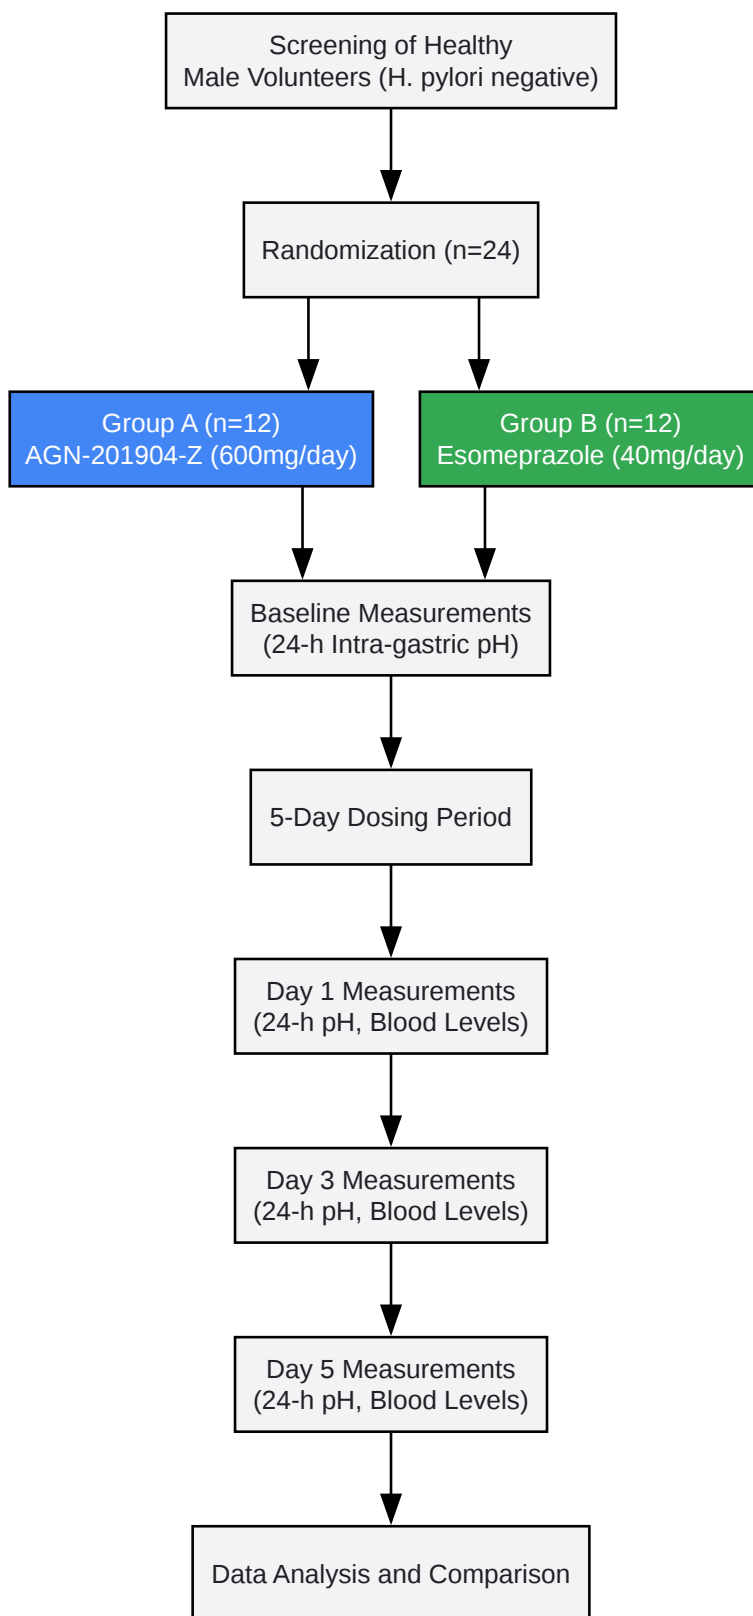 Screening of Healthy
Male Volunteers (H. pylori negative)
Randomization (n=24)
Group A (n=12)
AGN-201904-Z (600mg/day)
Group B (n=12)
Esomeprazole (40mg/day)
Baseline Measurements
(24-h Intra-gastric pH)
5-Day Dosing Period
Day 1 Measurements
(24-h pH, Blood Levels)
Day 3 Measurements
(24-h pH, Blood Levels)
Day 5 Measurements
(24-h pH, Blood Levels)
Data Analysis and Comparison